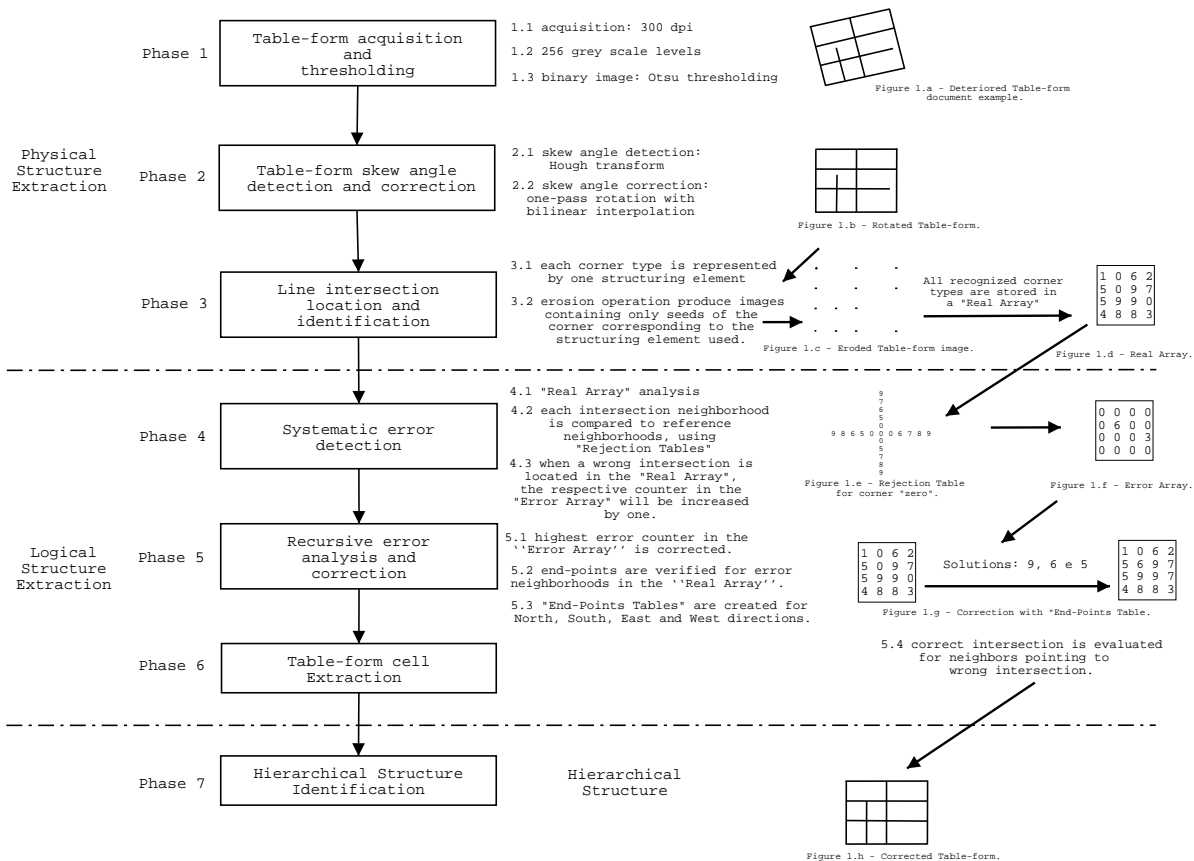 Phase 1
Table-form acquisition
and
thresholding
1.1 acquisition: 300 dpi
1.2 256 grey scale levels
1.3 binary image: Otsu thresholding
Figure 1.a - Deteriored Table-form
document example.
Physical
Structure
Extraction
Phase 2
Table-form skew angle
detection and correction
2.1 skew angle detection:
Hough transform
2.2 skew angle correction:
one-pass rotation with
bilinear interpolation
Figure 1.b - Rotated Table-form.
Phase 3
Line intersection
location and
identification
3.1 each corner type is represented
by one structuring element
3.2 erosion operation produce images
containing only seeds of the
corner corresponding to the
structuring element used.
Figure 1.c - Eroded Table-form image.
All recognized corner
types are stored in
a "Real Array"
1 0 6 2
5 0 9 7
5 9 9 0
4 8 8 3
Figure 1.d - Real Array.
Phase 4
Systematic error
detection
4.1 "Real Array" analysis
4.2 each intersection neighborhood
is compared to reference
neighborhoods, using
"Rejection Tables"
4.3 when a wrong intersection is
located in the "Real Array",
the respective counter in the
"Error Array" will be increased
by one.
9
7
6
5
0
9 8 6 5 0 0 0 6 7 8 9
0
5
7
8
9
Figure 1.e - Rejection Table
for corner "zero".
0 0 0 0
0 6 0 0
0 0 0 3
0 0 0 0
Figure 1.f - Error Array.
Logical
Structure
Extraction
Phase 5
Recursive error
analysis and
correction
5.1 highest error counter in the
‘‘Error Array’’ is corrected.
5.2 end-points are verified for error
neighborhoods in the ‘‘Real Array’’.
5.3 "End-Points Tables" are created for
North, South, East and West directions.
1 0 6 2
5 0 9 7
5 9 9 0
4 8 8 3
Solutions: 9, 6 e 5
1 0 6 2
5 6 9 7
5 9 9 7
4 8 8 3
Figure 1.g - Correction with "End-Points Table.
5.4 correct intersection is evaluated
for neighbors pointing to
wrong intersection.
Phase 6
Table-form cell
Extraction
Phase 7
Hierarchical Structure
Identification
Hierarchical
Structure
Figure 1.h - Corrected Table-form.